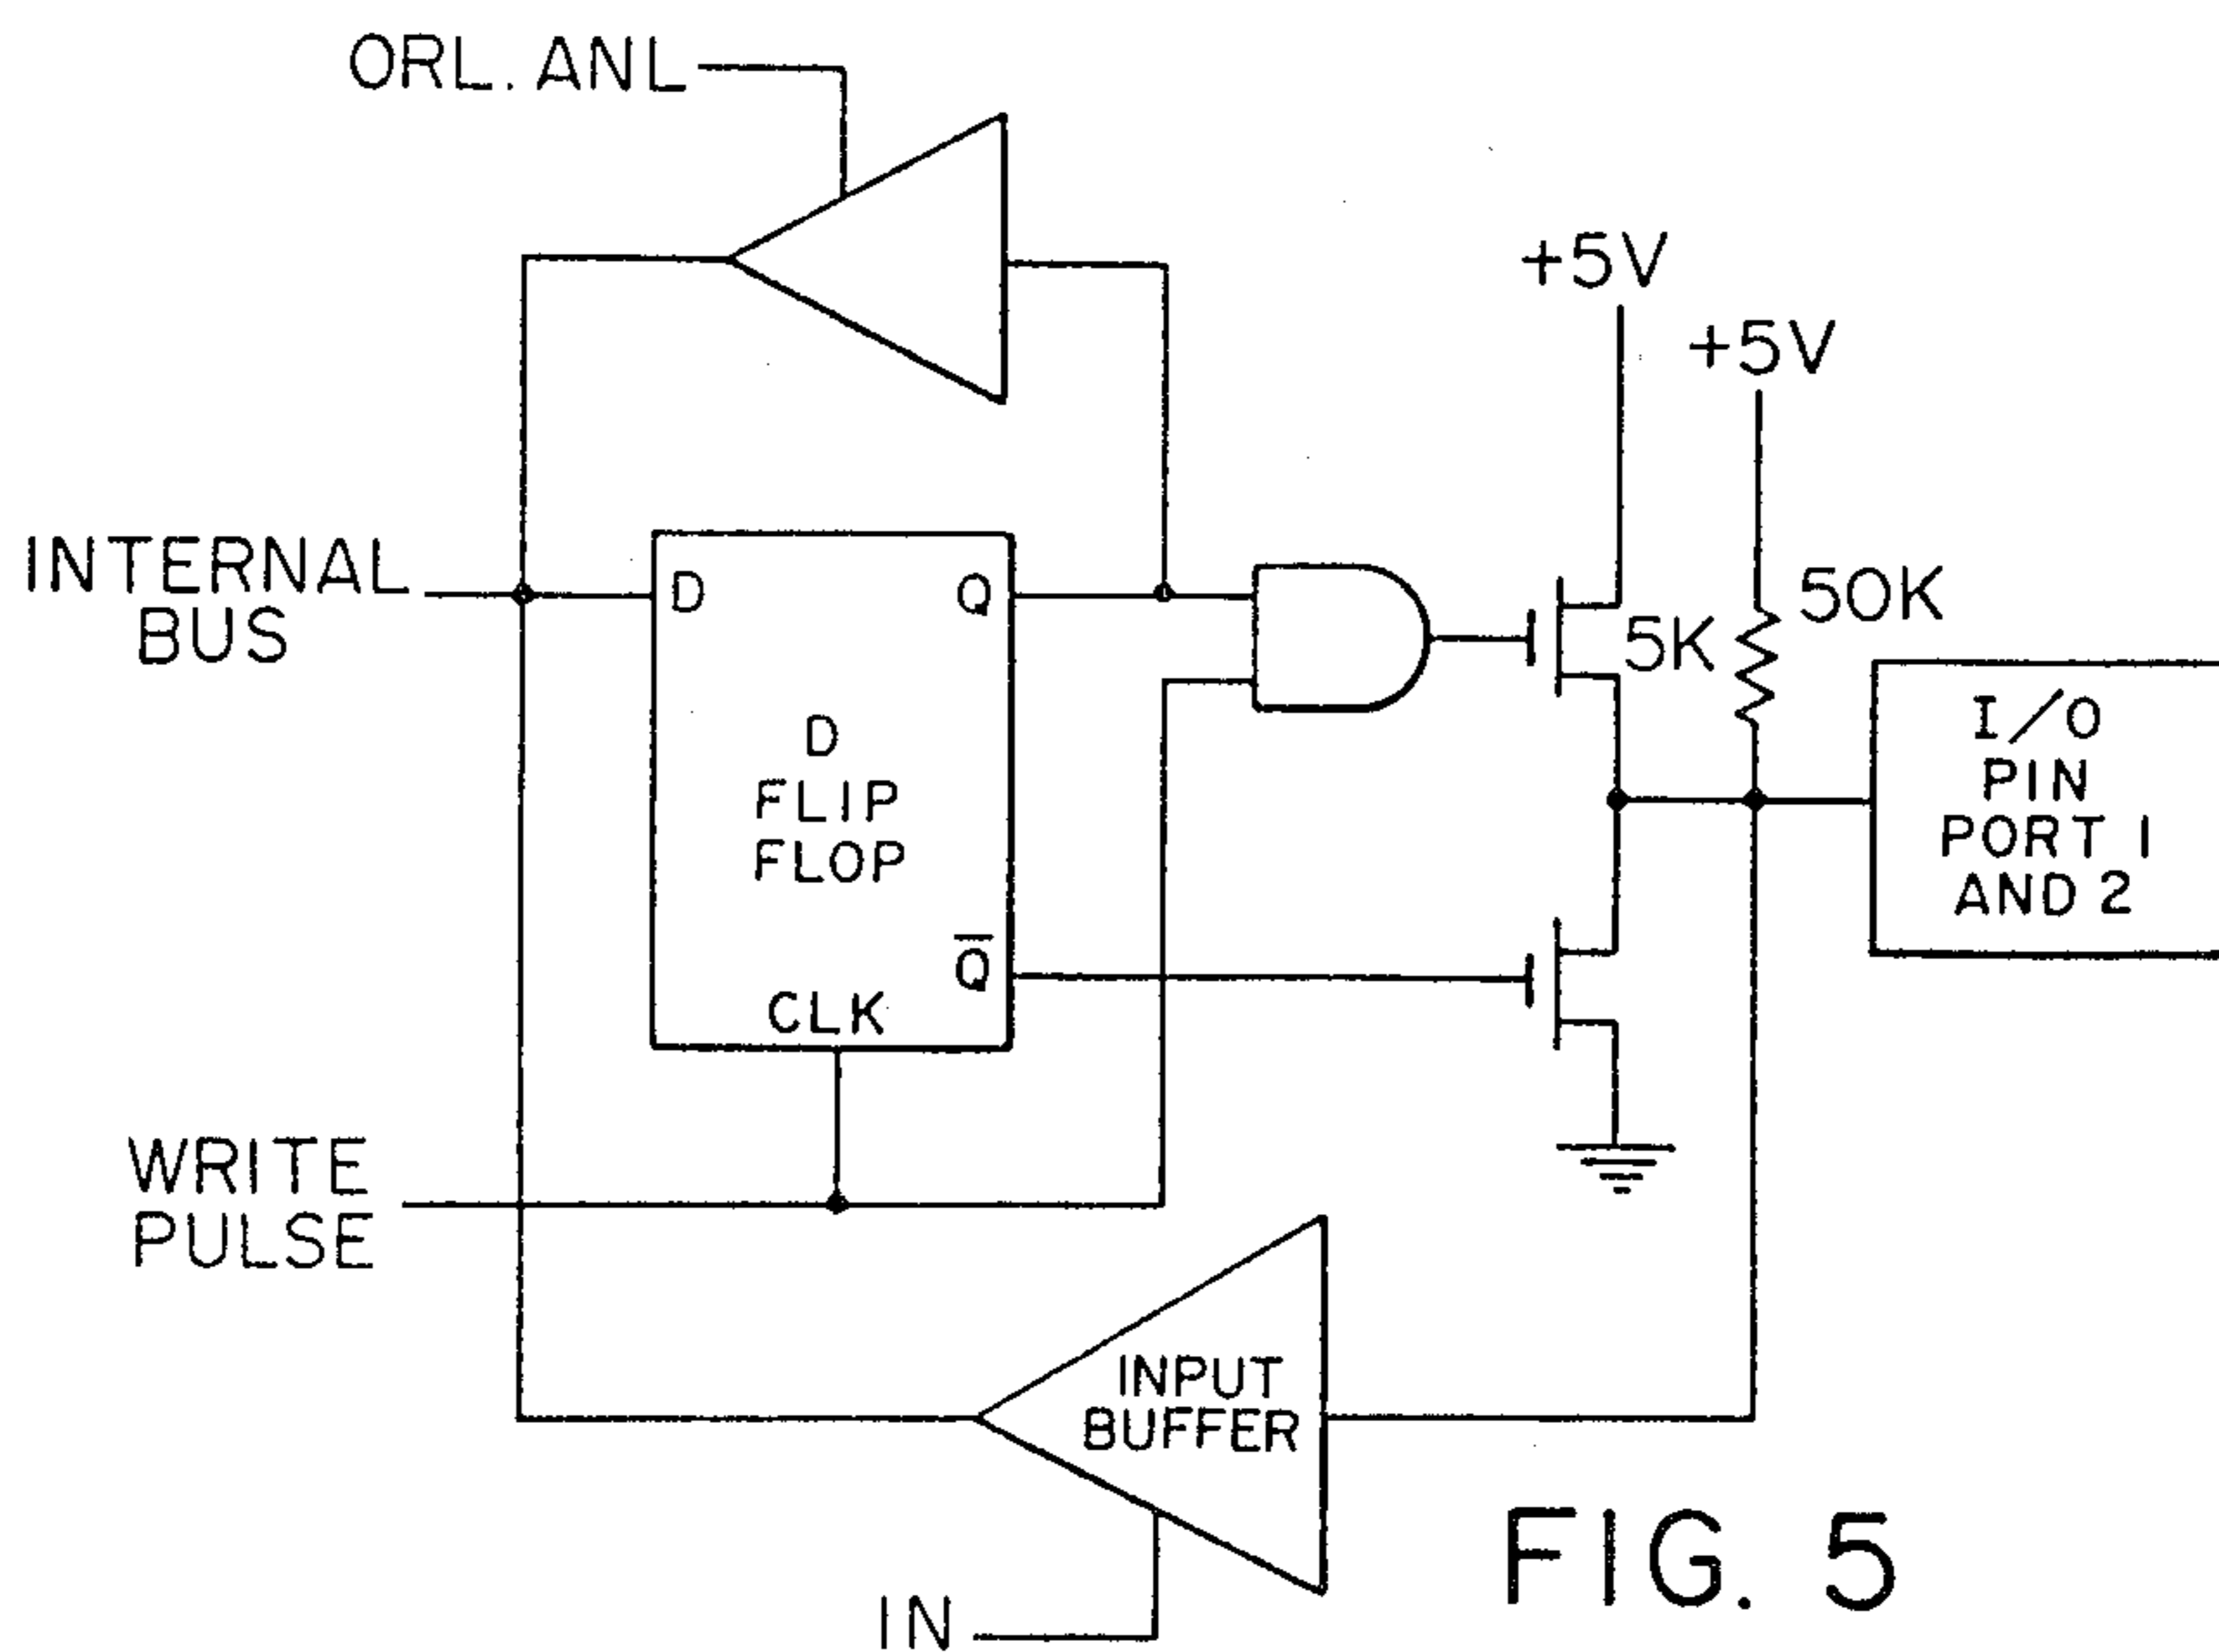 ORL. ANL
+5V
+5V
INTERNAL
BUS
D
Q
5K
50K
D
FLIP
FLOP
I/O
PIN
PORT 1
AND 2
Q̅
CLK
WRITE
PULSE
INPUT
BUFFER
IN
FIG. 5